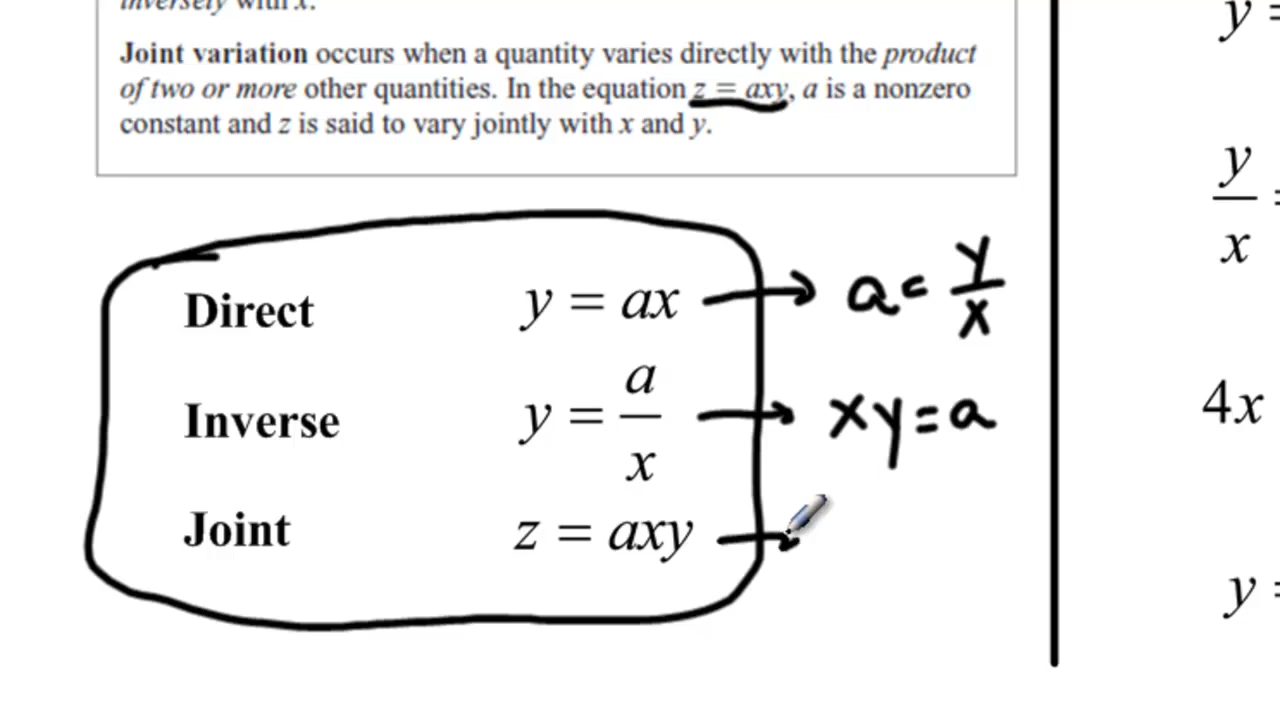 inversely with x.
Joint variation occurs when a quantity varies directly with the product
of two or more other quantities. In the equation z = axy, a is a nonzero
constant and z is said to vary jointly with x and y.
Direct y = ax → a = y/x
Inverse y = a/x → xy = a
Joint z = axy →
y =
y/x =
4x
y =